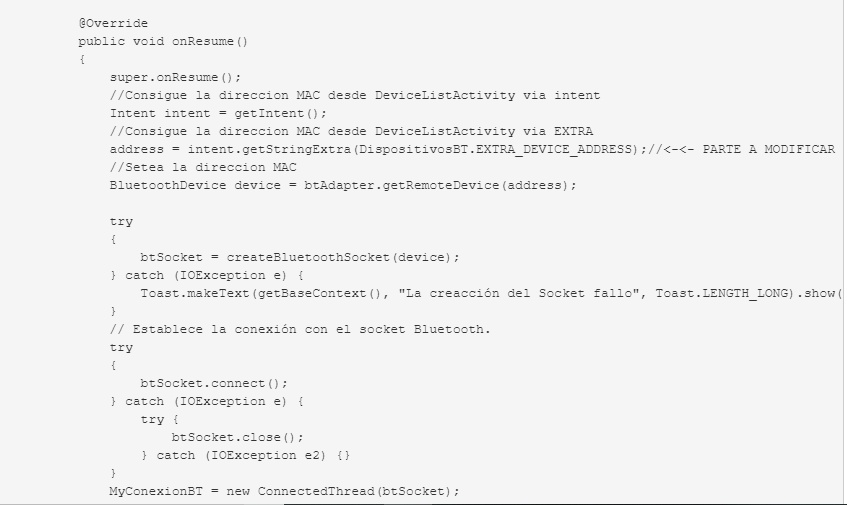 @Override
public void onResume()
{
super.onResume();
//Consigue la direccion MAC desde DeviceListActivity via intent
Intent intent = getIntent();
//Consigue la direccion MAC desde DeviceListActivity via EXTRA
address = intent.getStringExtra(DispositivosBT.EXTRA_DEVICE_ADDRESS);//<-<- PARTE A MODIFICAR
//Setea la direccion MAC
BluetoothDevice device = btAdapter.getRemoteDevice(address);
try
{
btSocket = createBluetoothSocket(device);
} catch (IOException e) {
Toast.makeText(getBaseContext(), "La creacción del Socket fallo", Toast.LENGTH_LONG).show(
}
// Establece la conexión con el socket Bluetooth.
try
{
btSocket.connect();
} catch (IOException e) {
try {
btSocket.close();
} catch (IOException e2) {}
}
MyConexionBT = new ConnectedThread(btSocket);